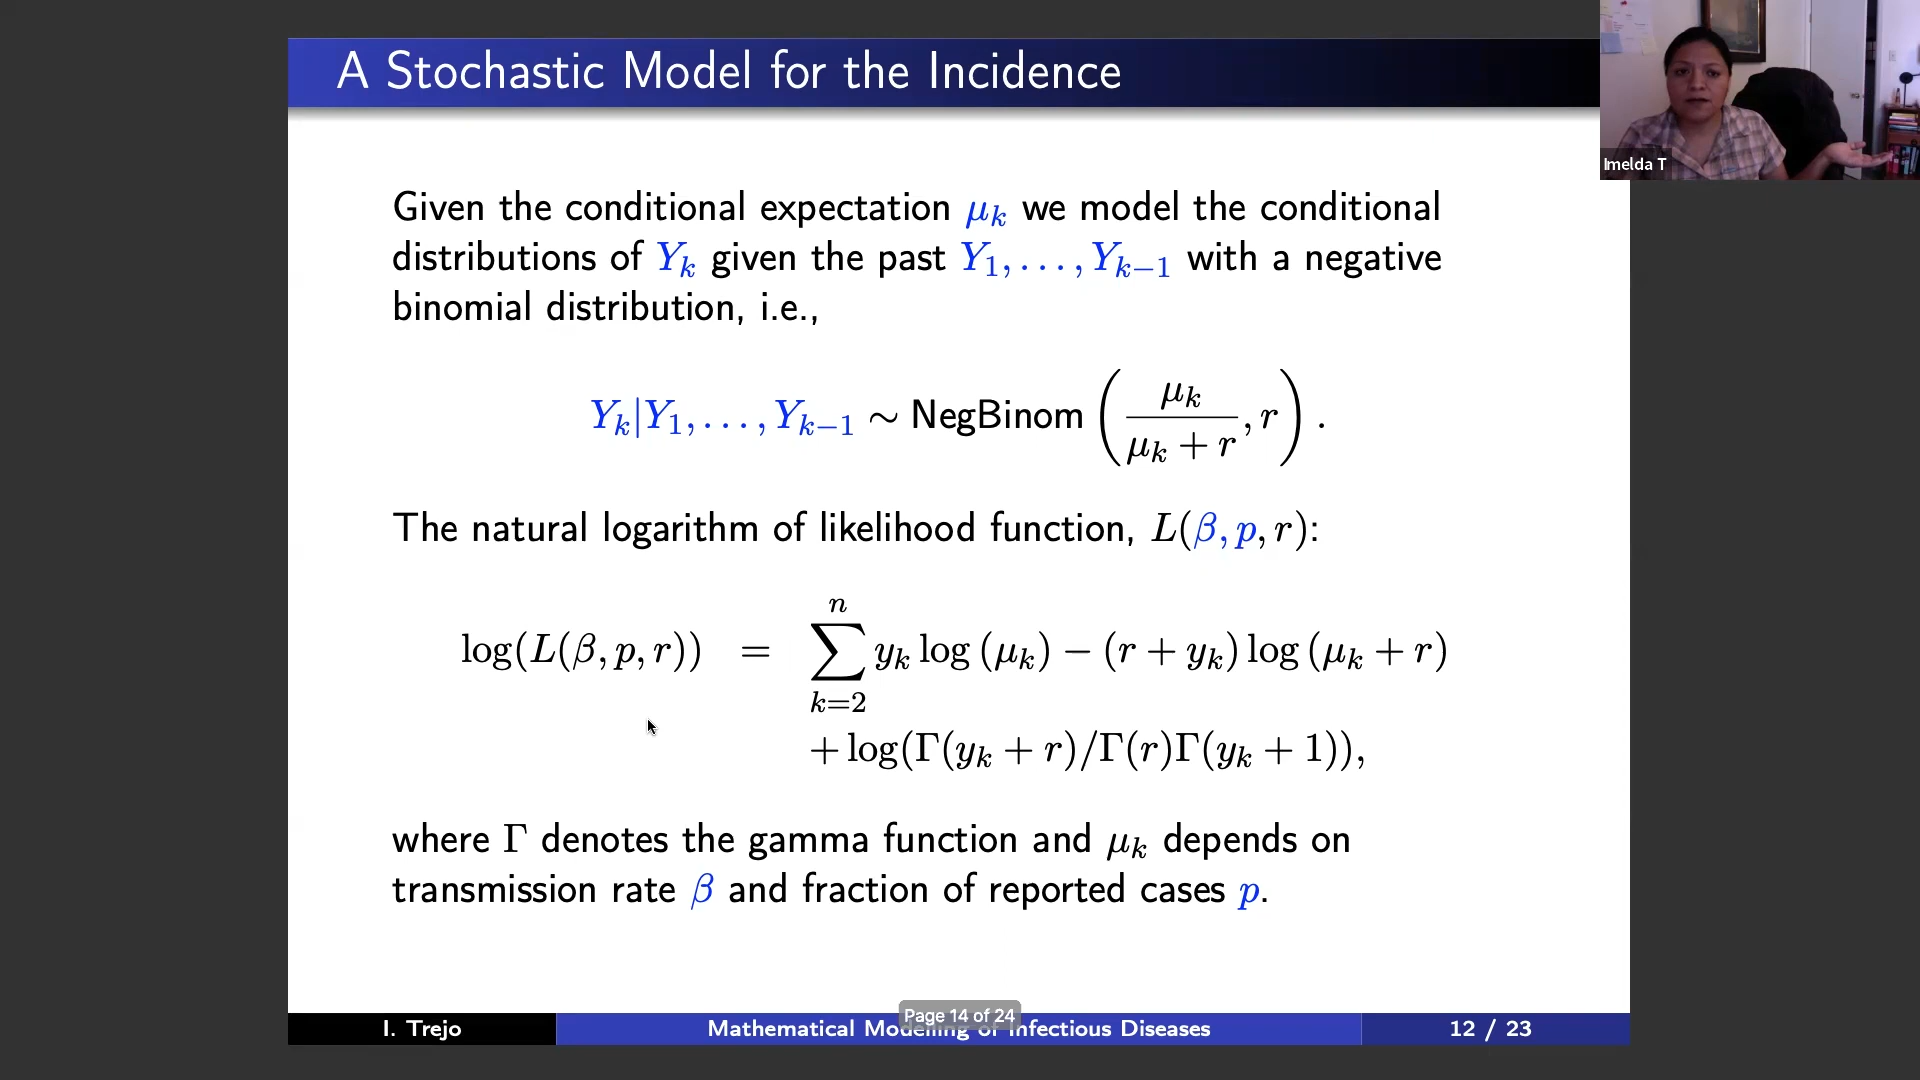 A Stochastic Model for the Incidence
Imelda T
Given the conditional expectation μ_k we model the conditional
distributions of Y_k given the past Y_1, . . . , Y_{k−1} with a negative
binomial distribution, i.e.,
Y_k|Y_1, . . . , Y_{k−1} ∼ NegBinom ( μ_k / (μ_k + r) , r ) .
The natural logarithm of likelihood function, L(β, p, r):
log(L(β, p, r)) = ∑_{k=2}^{n} y_k log (μ_k) − (r + y_k) log (μ_k + r)
+ log(Γ(y_k + r)/Γ(r)Γ(y_k + 1)),
where Γ denotes the gamma function and μ_k depends on
transmission rate β and fraction of reported cases p.
Page 14 of 24
I. Trejo Mathematical Modelling of Infectious Diseases 12 / 23